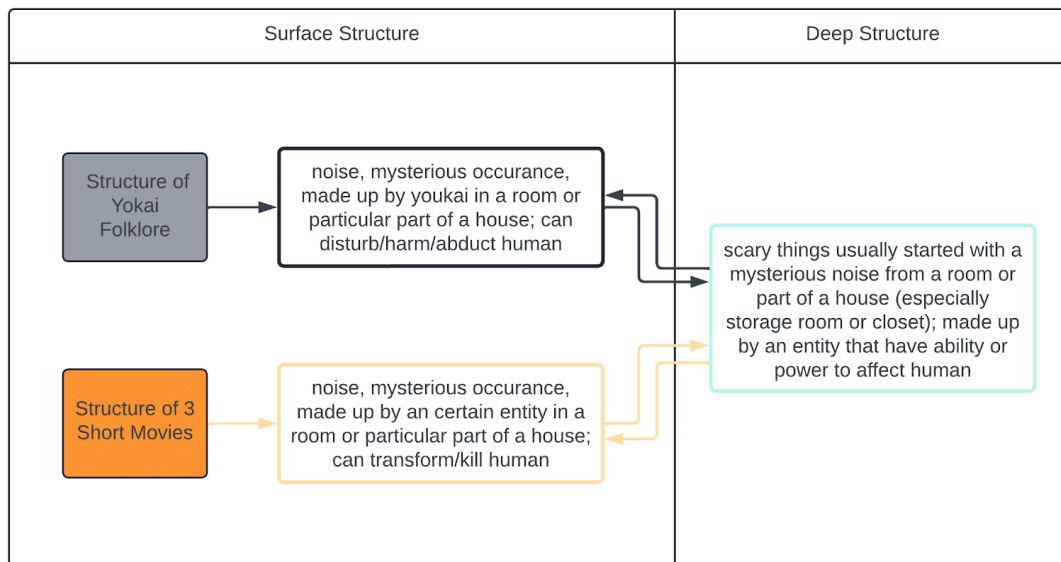 Surface Structure
Deep Structure
Structure of
Yokai
Folklore
noise, mysterious occurance,
made up by youkai in a room or
particular part of a house; can
disturb/harm/abduct human
scary things usually started with a
mysterious noise from a room or
part of a house (especially
storage room or closet); made up
by an entity that have ability or
power to affect human
Structure of 3
Short Movies
noise, mysterious occurance,
made up by an certain entity in a
room or particular part of a house;
can transform/kill human